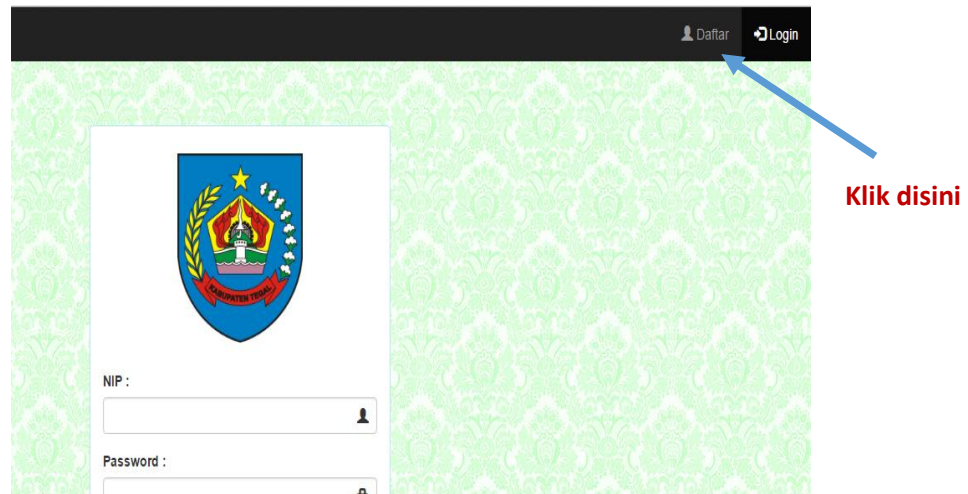 Daftar Login
Klik disini
KABUPATEN TEGAL
NIP :
Password :